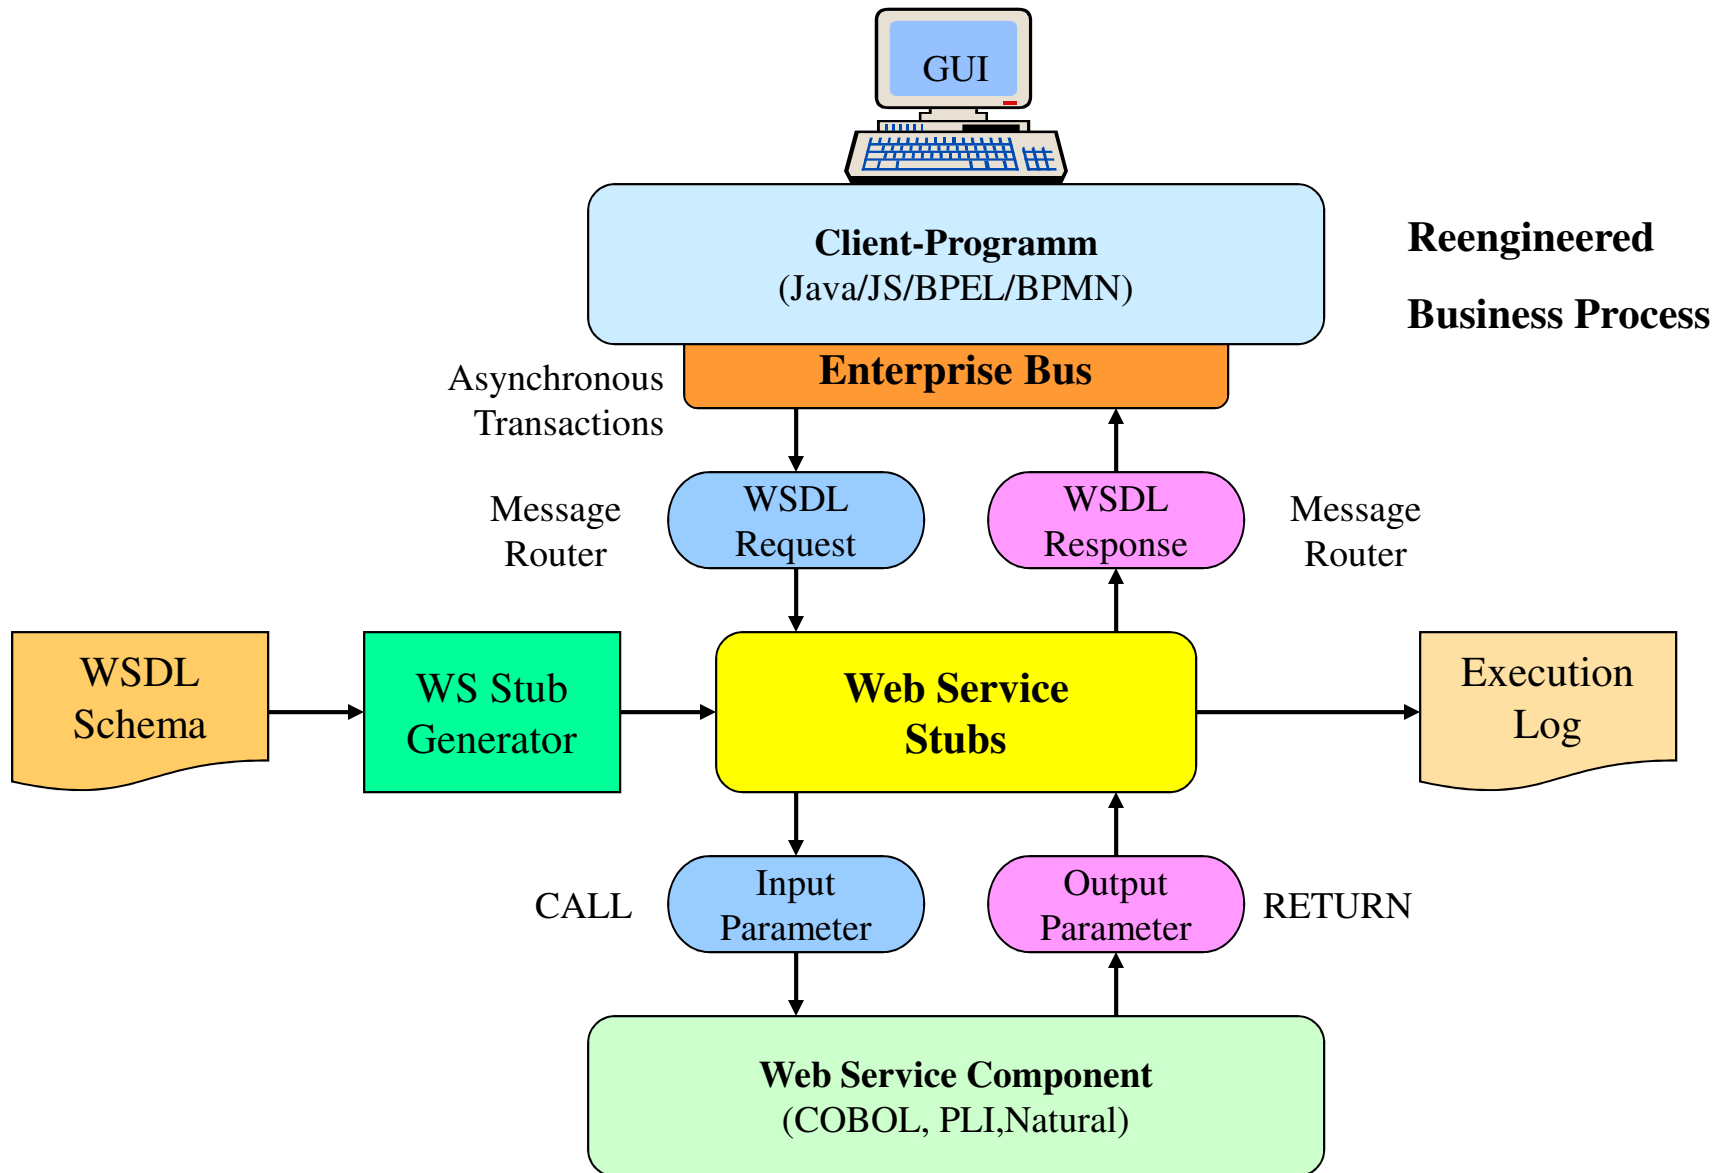 GUI
Client-Programm
(Java/JS/BPEL/BPMN)
Reengineered
Business Process
Enterprise Bus
Asynchronous
Transactions
Message
Router
WSDL
Request
WSDL
Response
Message
Router
WSDL
Schema
WS Stub
Generator
Web Service
Stubs
Execution
Log
CALL
Input
Parameter
Output
Parameter
RETURN
Web Service Component
(COBOL, PLI,Natural)